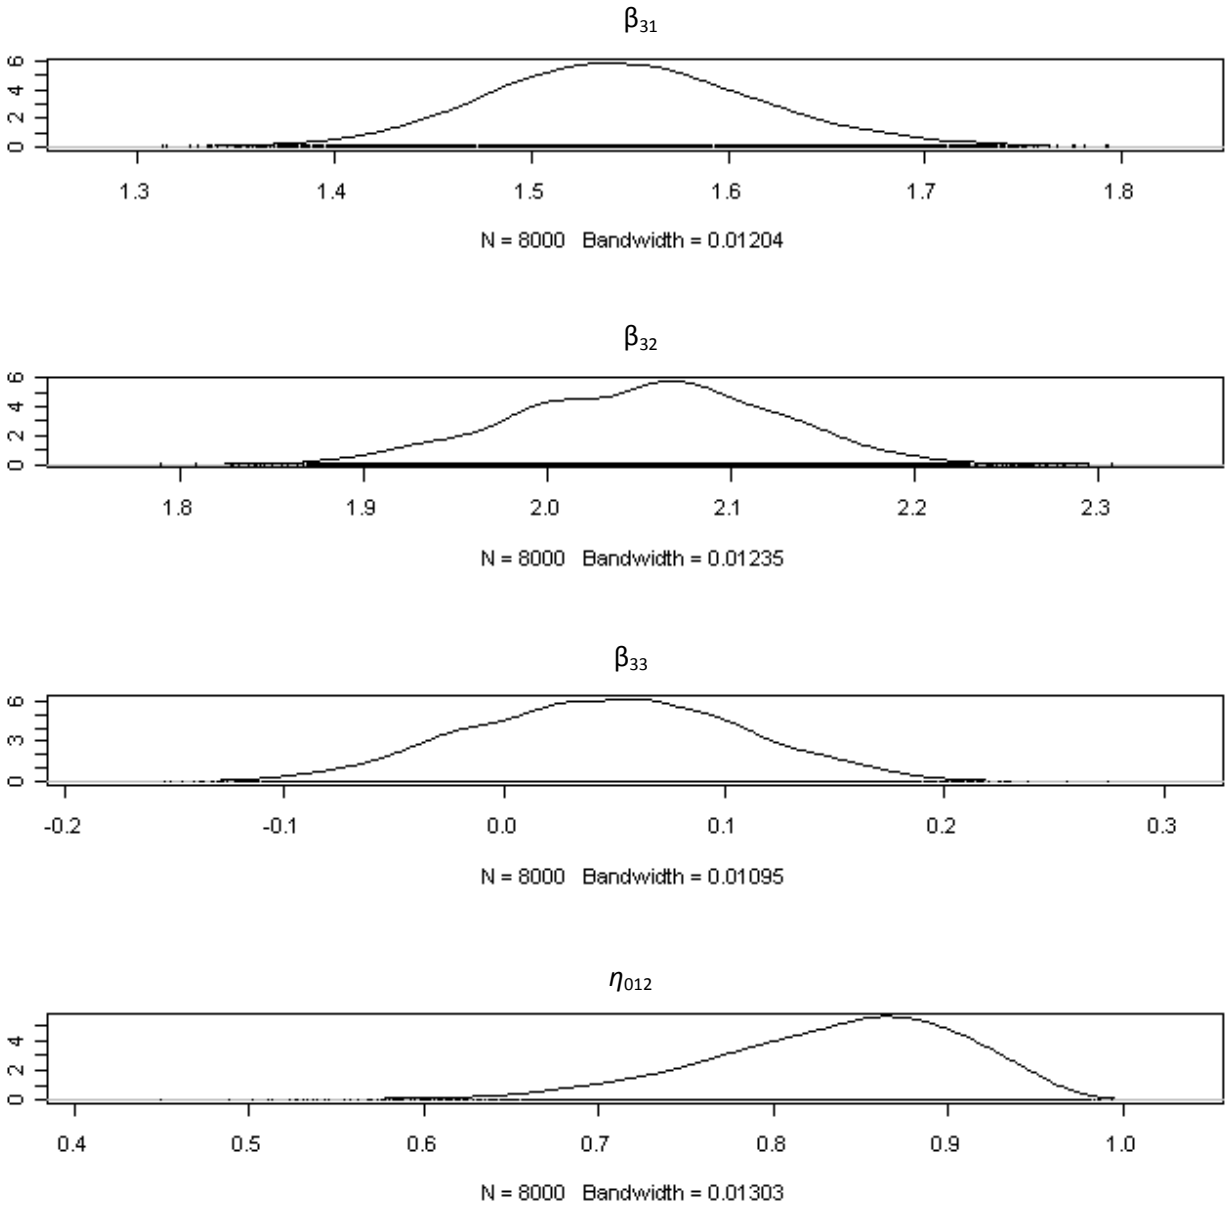 β31
0 2 4 6
1.3 1.4 1.5 1.6 1.7 1.8
N = 8000 Bandwidth = 0.01204
β32
0 2 4 6
1.8 1.9 2.0 2.1 2.2 2.3
N = 8000 Bandwidth = 0.01235
β33
0 3 6
-0.2 -0.1 0.0 0.1 0.2 0.3
N = 8000 Bandwidth = 0.01095
η012
0 2 4
0.4 0.5 0.6 0.7 0.8 0.9 1.0
N = 8000 Bandwidth = 0.01303